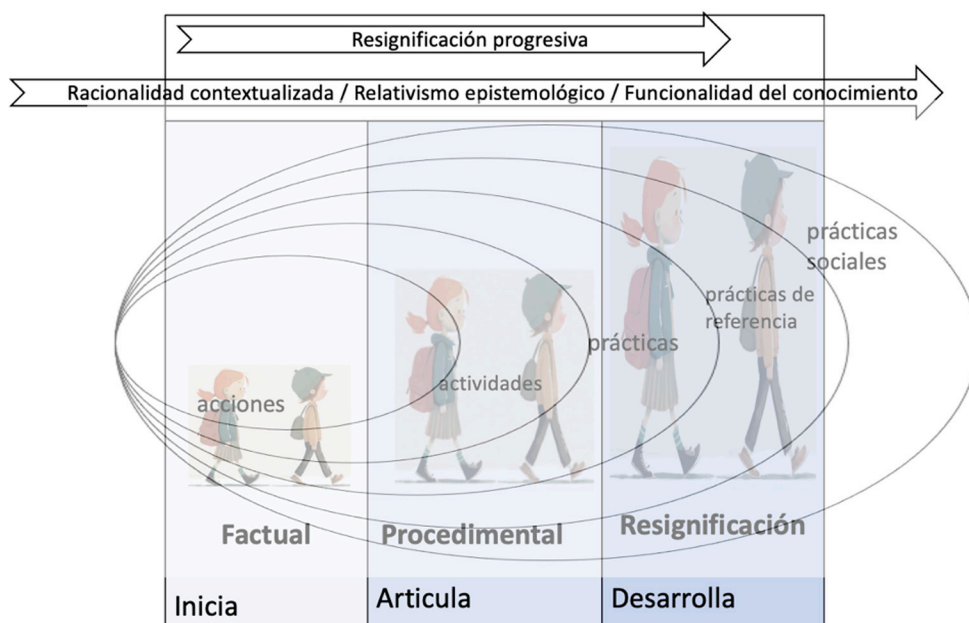 Resignificación progresiva
Racionalidad contextualizada / Relativismo epistemológico / Funcionalidad del conocimiento
prácticas
sociales
prácticas de
referencia
prácticas
actividades
acciones
Factual
Procedimental
Resignificación
Inicia
Articula
Desarrolla